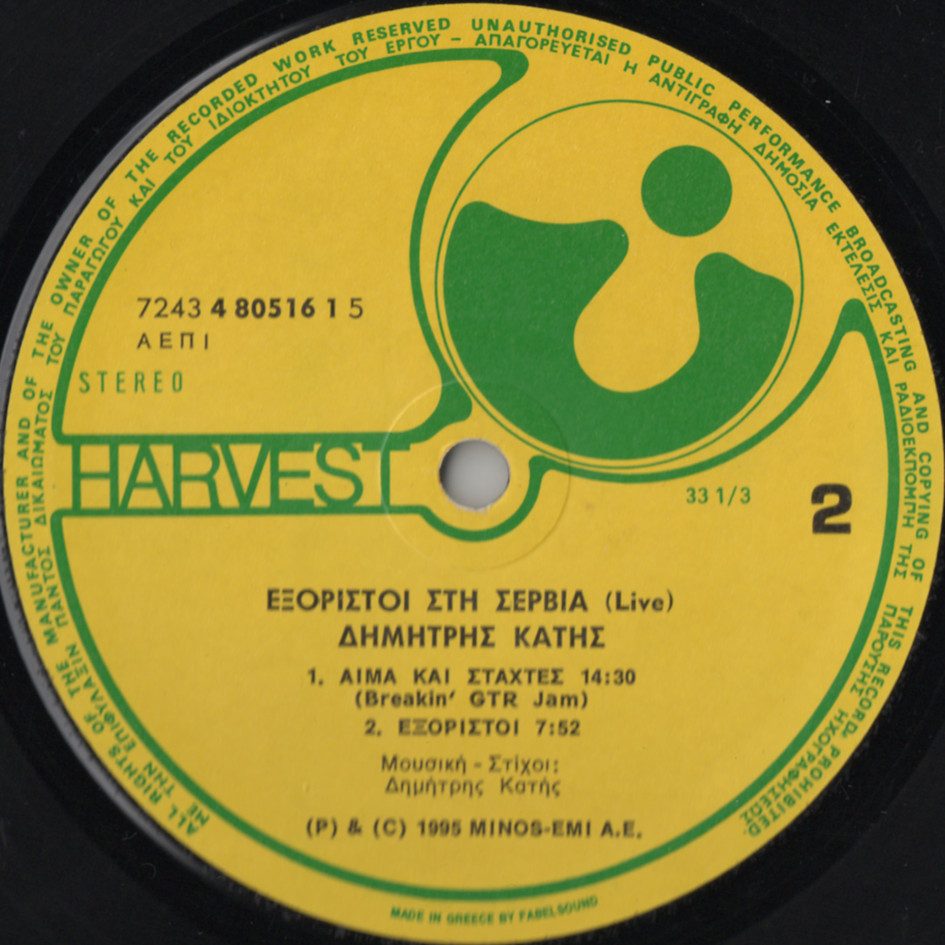 ALL RIGHTS OF THE MANUFACTURER AND OF THE OWNER OF THE RECORDED WORK RESERVED UNAUTHORISED PUBLIC PERFORMANCE BROADCASTING AND COPYING OF THIS RECORD PROHIBITED-
ΜΕ ΤΗΝ ΕΠΙΦΥΛΑΞΙΝ ΠΑΝΤΟΣ ΔΙΚΑΙΩΜΑΤΟΣ ΤΟΥ ΠΑΡΑΓΩΓΟΥ ΚΑΙ ΤΟΥ ΙΔΙΟΚΤΗΤΟΥ ΤΟΥ ΕΡΓΟΥ – ΑΠΑΓΟΡΕΥΕΤΑΙ Η ΑΝΤΙΓΡΑΦΗ ΔΗΜΟΣΙΑ ΕΚΤΕΛΕΣΙΣ ΚΑΙ ΡΑΔΙΟΕΚΠΟΜΠΗ ΤΗΣ ΠΑΡΟΥΣΗΣ ΗΧΟΓΡΑΦΗΣΕΩΣ
7243 4 80516 1 5
ΑΕΠΙ
STEREO
HARVEST
33 1/3
2
ΕΞΟΡΙΣΤΟΙ ΣΤΗ ΣΕΡΒΙΑ (Live)
ΔΗΜΗΤΡΗΣ ΚΑΤΗΣ
1. ΑΙΜΑ ΚΑΙ ΣΤΑΧΤΕΣ 14:30
(Breakin' GTR Jam)
2. ΕΞΟΡΙΣΤΟΙ 7:52
Μουσική - Στίχοι:
Δημήτρης Κατής
(P) & (C) 1995 MINOS-EMI A.E.
MADE IN GREECE BY FABELSOUND